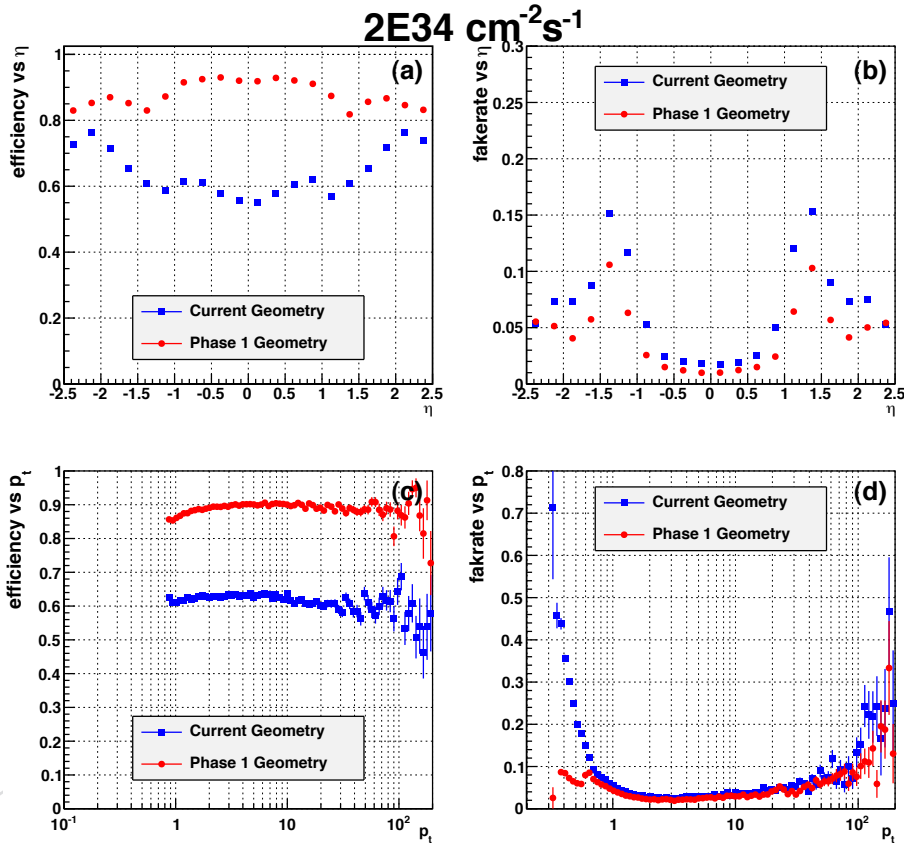 2E34 cm⁻²s⁻¹
efficiency vs η
(a)
1
0.8
0.6
0.4
0.2
0
Current Geometry
Phase 1 Geometry
-2.5 -2 -1.5 -1 -0.5 0 0.5 1 1.5 2 2.5
η
fakerate vs η
(b)
0.3
0.25
0.2
0.15
0.1
0.05
0
Current Geometry
Phase 1 Geometry
-2.5 -2 -1.5 -1 -0.5 0 0.5 1 1.5 2 2.5
η
efficiency vs pt
(c)
1
0.9
0.8
0.7
0.6
0.5
0.4
0.3
0.2
0.1
0
Current Geometry
Phase 1 Geometry
10⁻¹ 1 10 10²
pt
fakrate vs pt
(d)
0.8
0.7
0.6
0.5
0.4
0.3
0.2
0.1
0
Current Geometry
Phase 1 Geometry
1 10 10²
pt